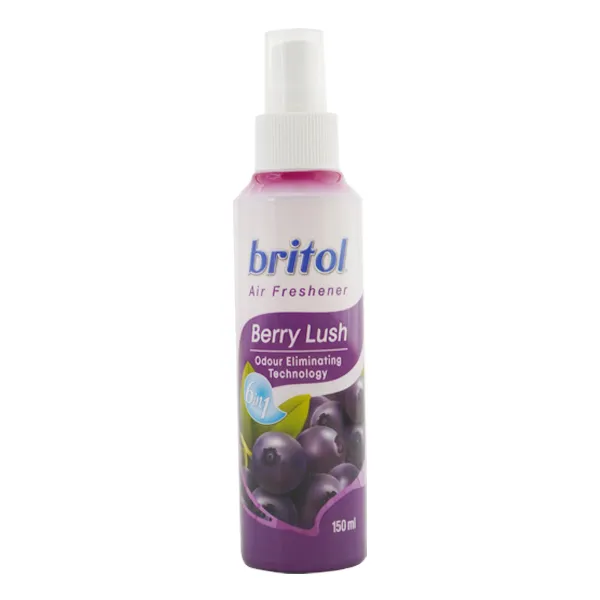 britol
Air Freshener
Berry Lush
Odour Eliminating
Technology
6in1
150 ml